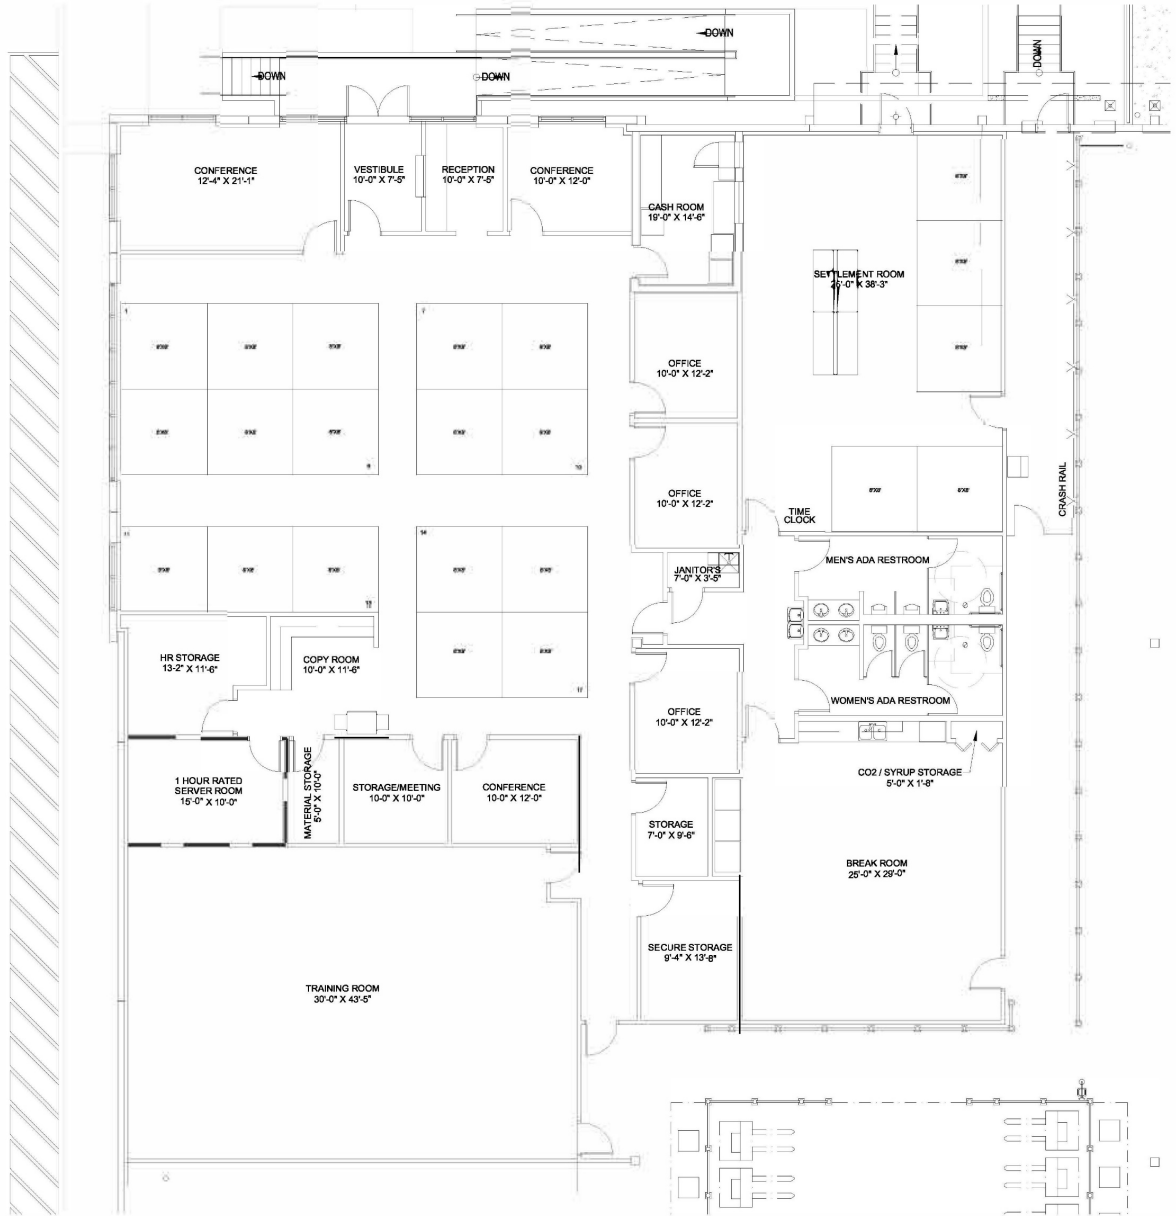 DOWN
DOWN
DOWN
DOWN
CONFERENCE
12'-4" X 21'-1"
VESTIBULE
10'-0" X 7'-5"
RECEPTION
10'-0" X 7'-5"
CONFERENCE
10'-0" X 12'-0"
CASH ROOM
19'-0" X 14'-6"
SETTLEMENT ROOM
26'-0" X 38'-3"
OFFICE
10'-0" X 12'-2"
OFFICE
10'-0" X 12'-2"
CRASH RAIL
TIME
CLOCK
MEN'S ADA RESTROOM
JANITOR'S
7'-0" X 3'-5"
HR STORAGE
13-2" X 11'-6"
COPY ROOM
10'-0" X 11'-6"
OFFICE
10'-0" X 12'-2"
WOMEN'S ADA RESTROOM
CO2 / SYRUP STORAGE
5'-0" X 1'-8"
1 HOUR RATED
SERVER ROOM
15'-0" X 10'-0"
MATERIAL STORAGE
5'-0" X 10'-0"
STORAGE/MEETING
10-0" X 10'-0"
CONFERENCE
10-0" X 12'-0"
STORAGE
7'-0" X 9'-6"
BREAK ROOM
25'-0" X 29'-0"
SECURE STORAGE
9'-4" X 13'-8"
TRAINING ROOM
30'-0" X 43'-5"